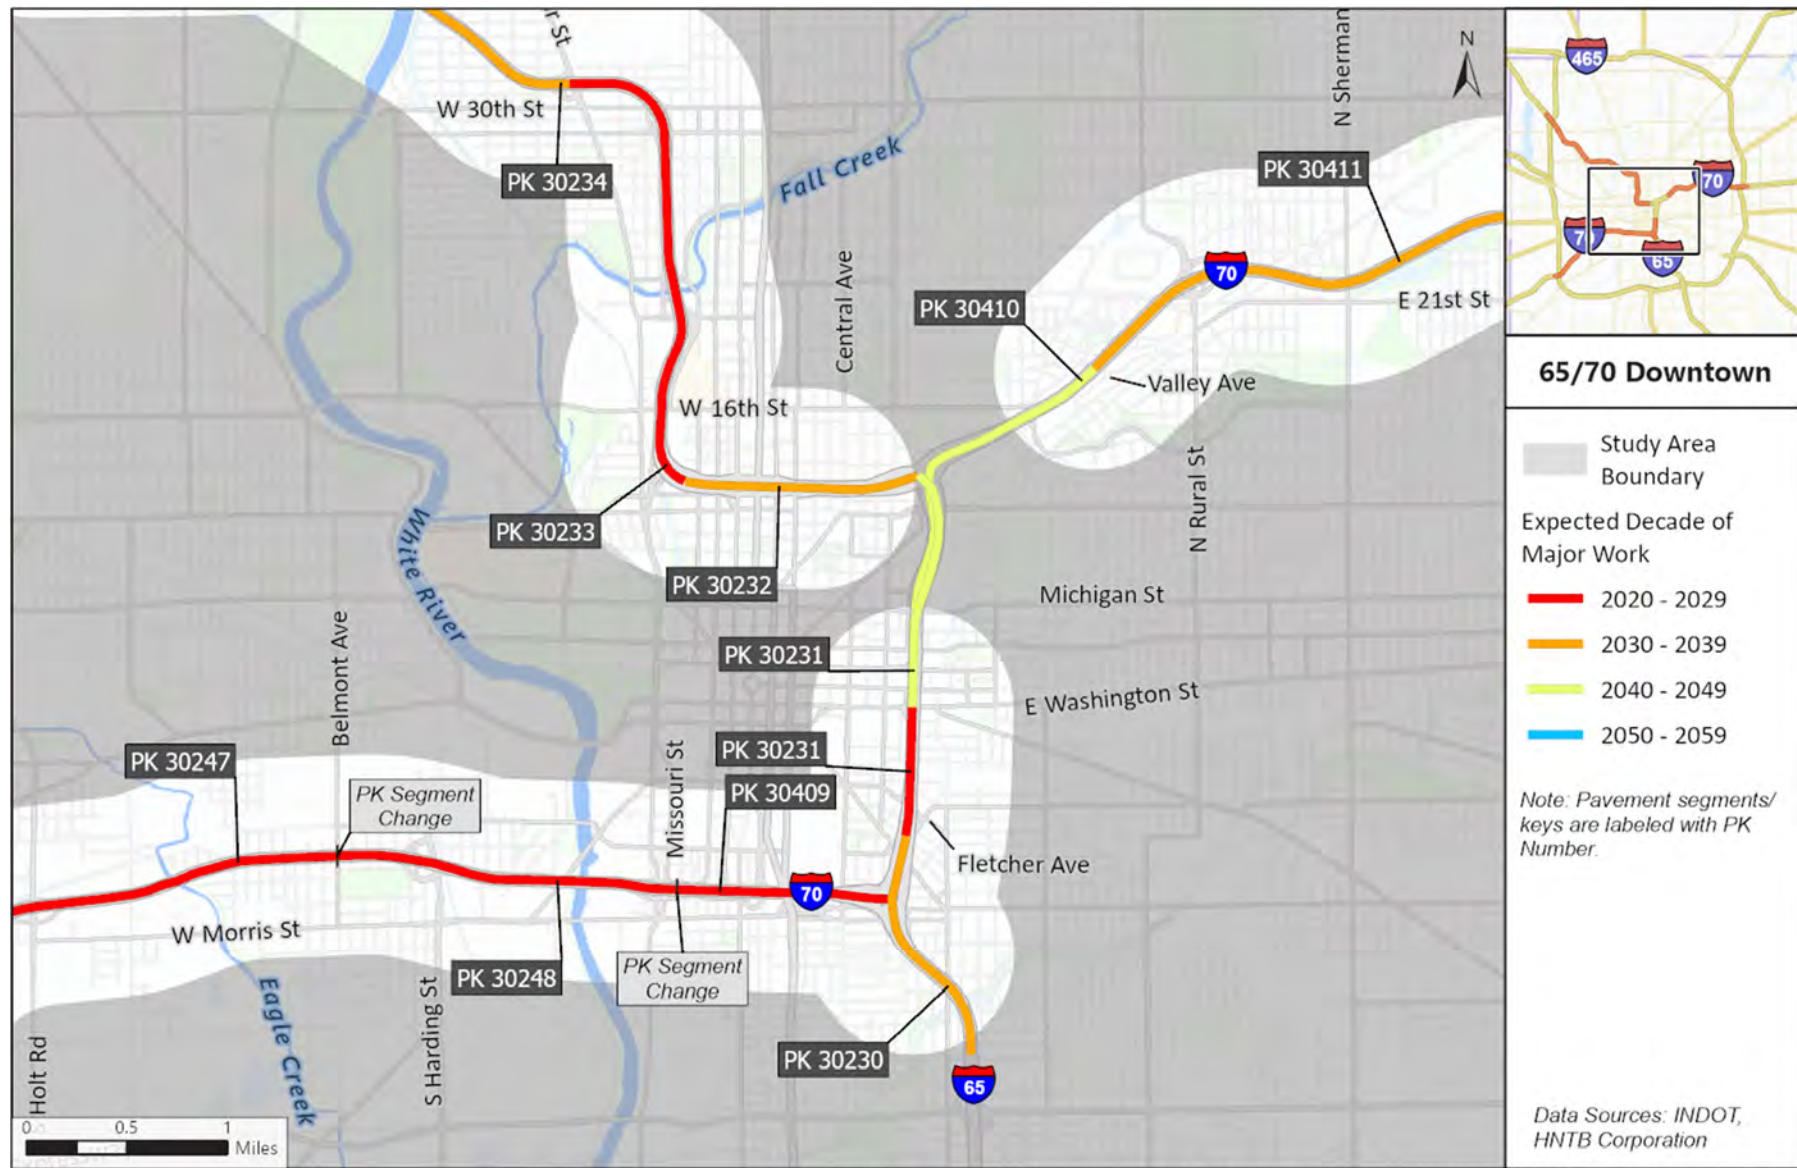 r St
W 30th St
PK 30234
Fall Creek
N Sherman
N
PK 30411
70
E 21st St
PK 30410
Central Ave
Valley Ave
W 16th St
N Rural St
PK 30233
PK 30232
White River
Michigan St
PK 30231
E Washington St
Belmont Ave
PK 30247
PK Segment
Change
Missouri St
PK 30231
PK 30409
70
Fletcher Ave
W Morris St
PK 30248
PK Segment
Change
PK 30230
65
Eagle Creek
S Harding St
Holt Rd
0 0.5 1
Miles
465
70
70
65
65/70 Downtown
Study Area
Boundary
Expected Decade of
Major Work
2020 - 2029
2030 - 2039
2040 - 2049
2050 - 2059
Note: Pavement segments/
keys are labeled with PK
Number.
Data Sources: INDOT,
HNTB Corporation